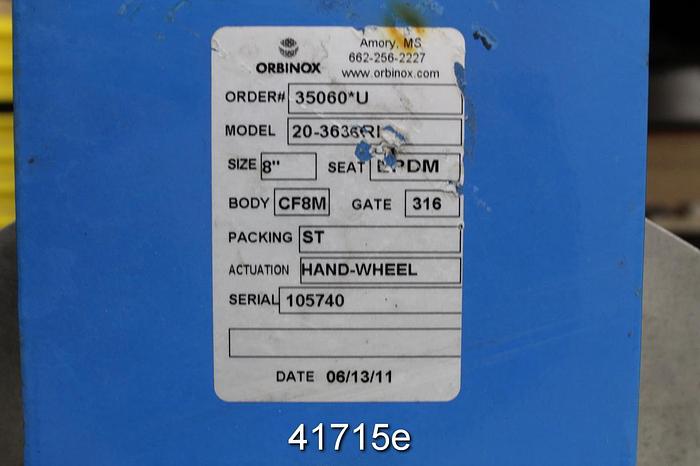 ORBINOX
Amory, MS
662-256-2227
www.orbinox.com
ORDER# 35060*U
MODEL
SIZE 8" SEAT EPDM
BODY CF8M GATE 316
PACKING ST
ACTUATION HAND-WHEEL
SERIAL 105740
DATE 06/13/11
41715e